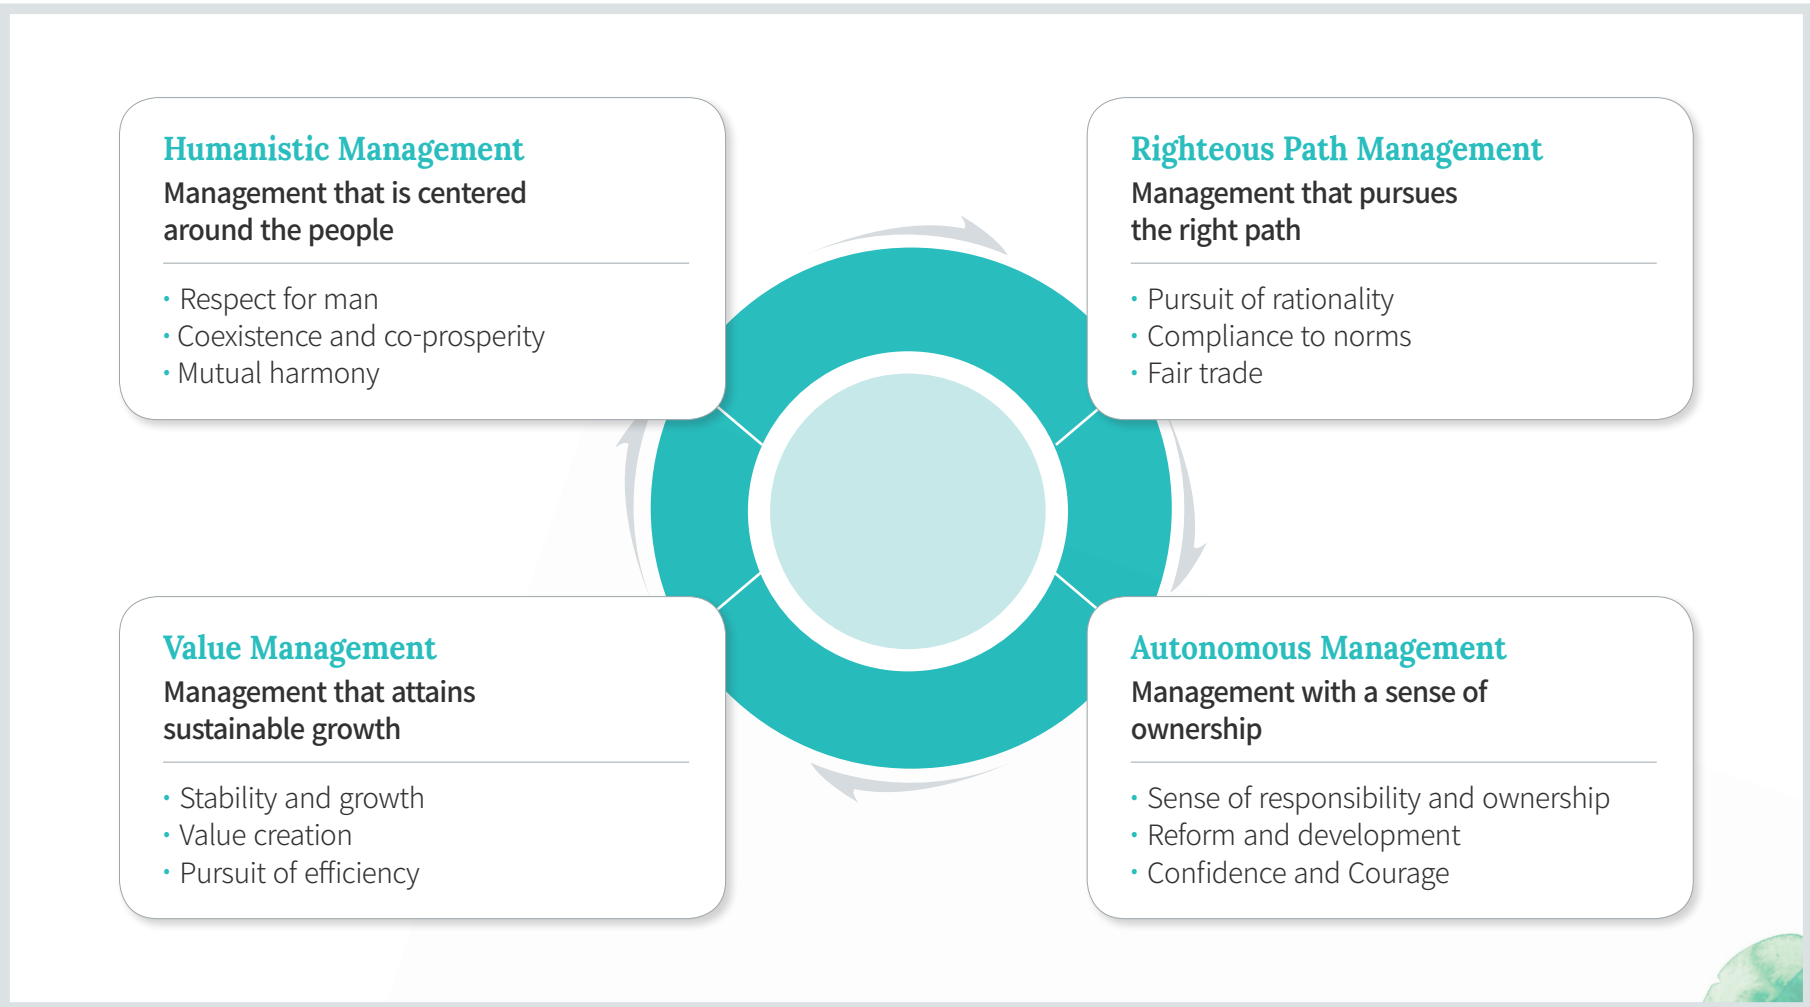 Humanistic Management
Management that is centered
around the people
• Respect for man
• Coexistence and co-prosperity
• Mutual harmony
Righteous Path Management
Management that pursues
the right path
• Pursuit of rationality
• Compliance to norms
• Fair trade
Value Management
Management that attains
sustainable growth
• Stability and growth
• Value creation
• Pursuit of efficiency
Autonomous Management
Management with a sense of
ownership
• Sense of responsibility and ownership
• Reform and development
• Confidence and Courage